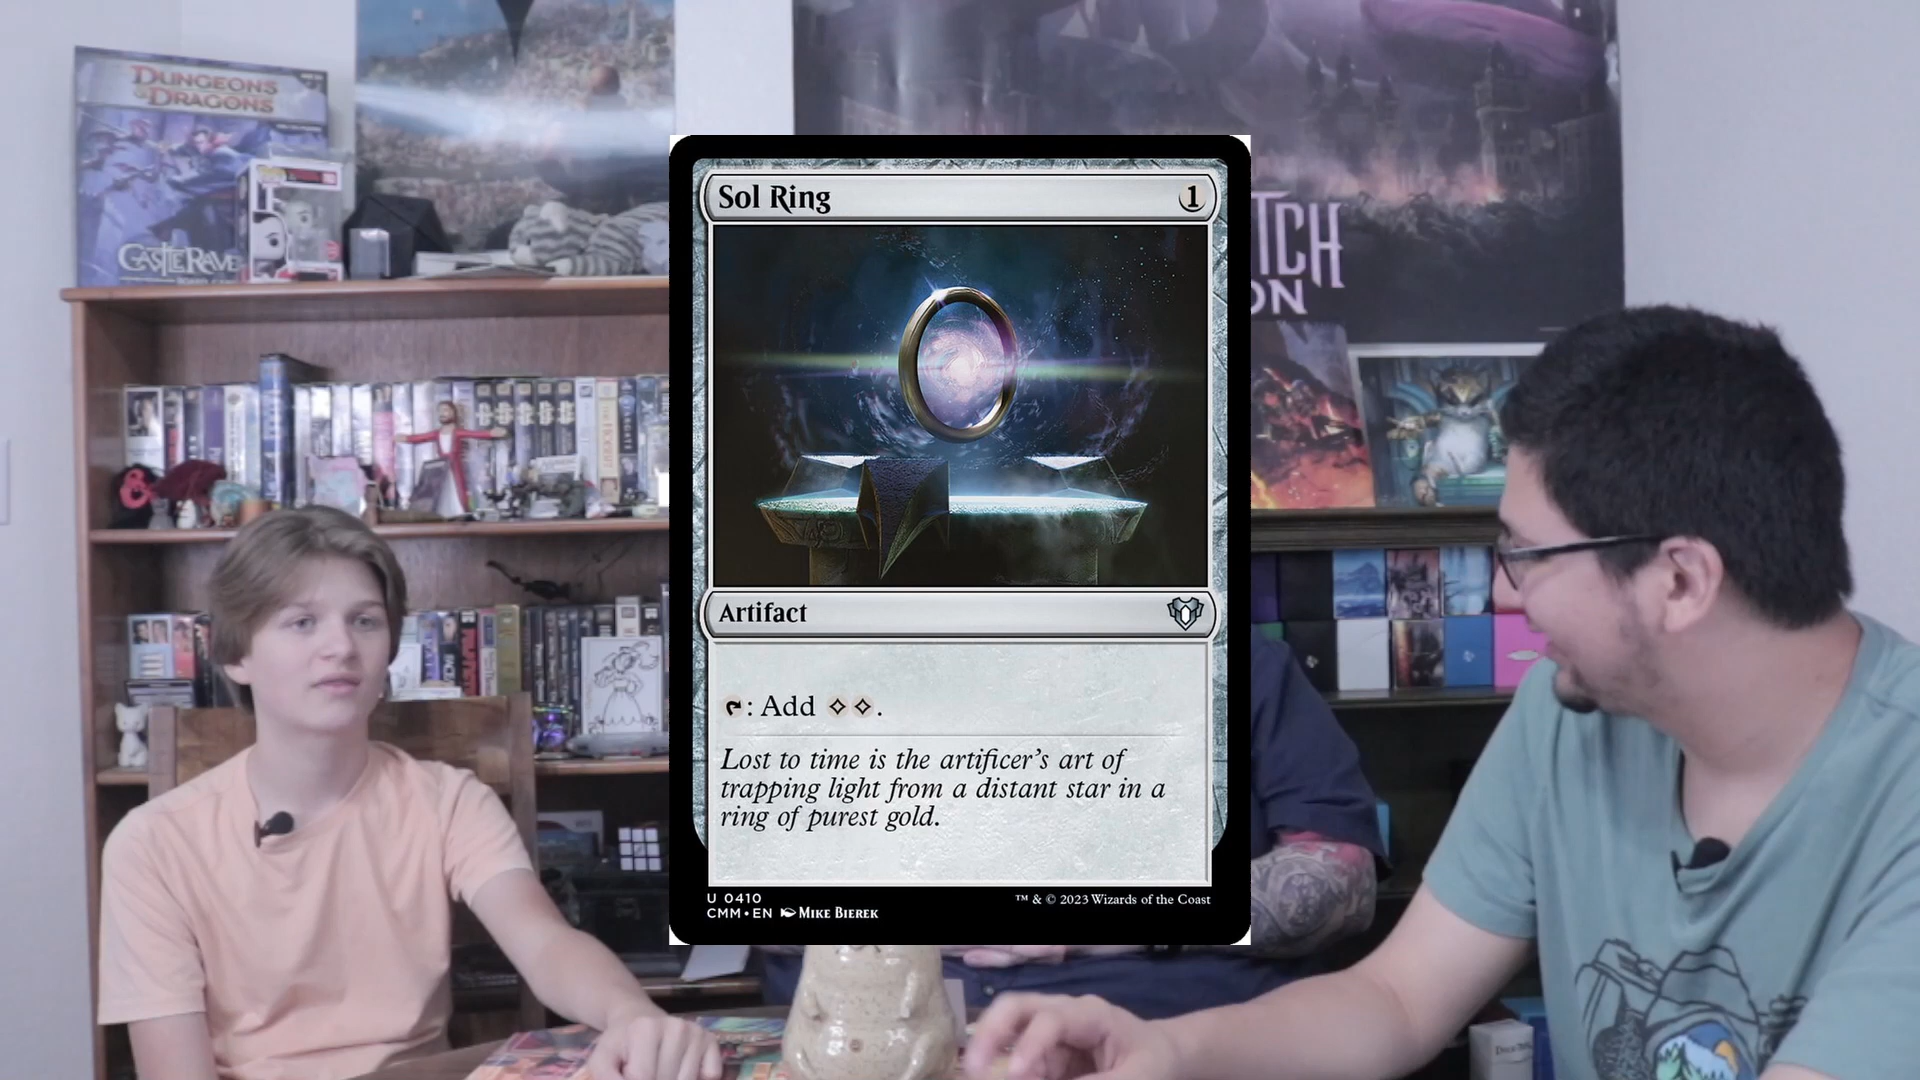 DUNGEONS
& DRAGONS
CASTLE RAVE
TCH
ON
Sol Ring
1
Artifact
: Add .
Lost to time is the artificer's art of
trapping light from a distant star in a
ring of purest gold.
U 0410
CMM • EN MIKE BIEREK
™ & © 2023 Wizards of the Coast